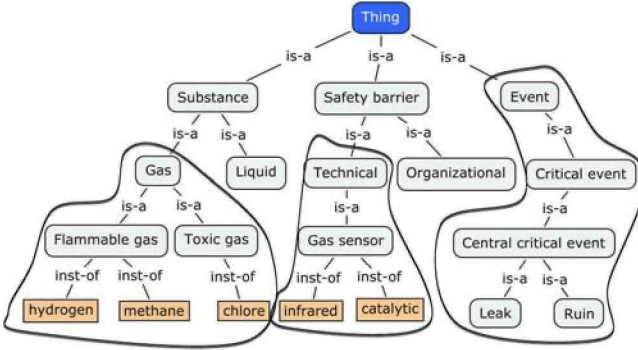 Thing
is-a is-a is-a
Substance Safety barrier Event
is-a is-a is-a is-a is-a
Gas Liquid Technical Organizational Critical event
is-a is-a is-a is-a
Flammable gas Toxic gas Gas sensor Central critical event
inst-of inst-of inst-of inst-of inst-of is-a is-a
hydrogen methane chlore infrared catalytic Leak Ruin